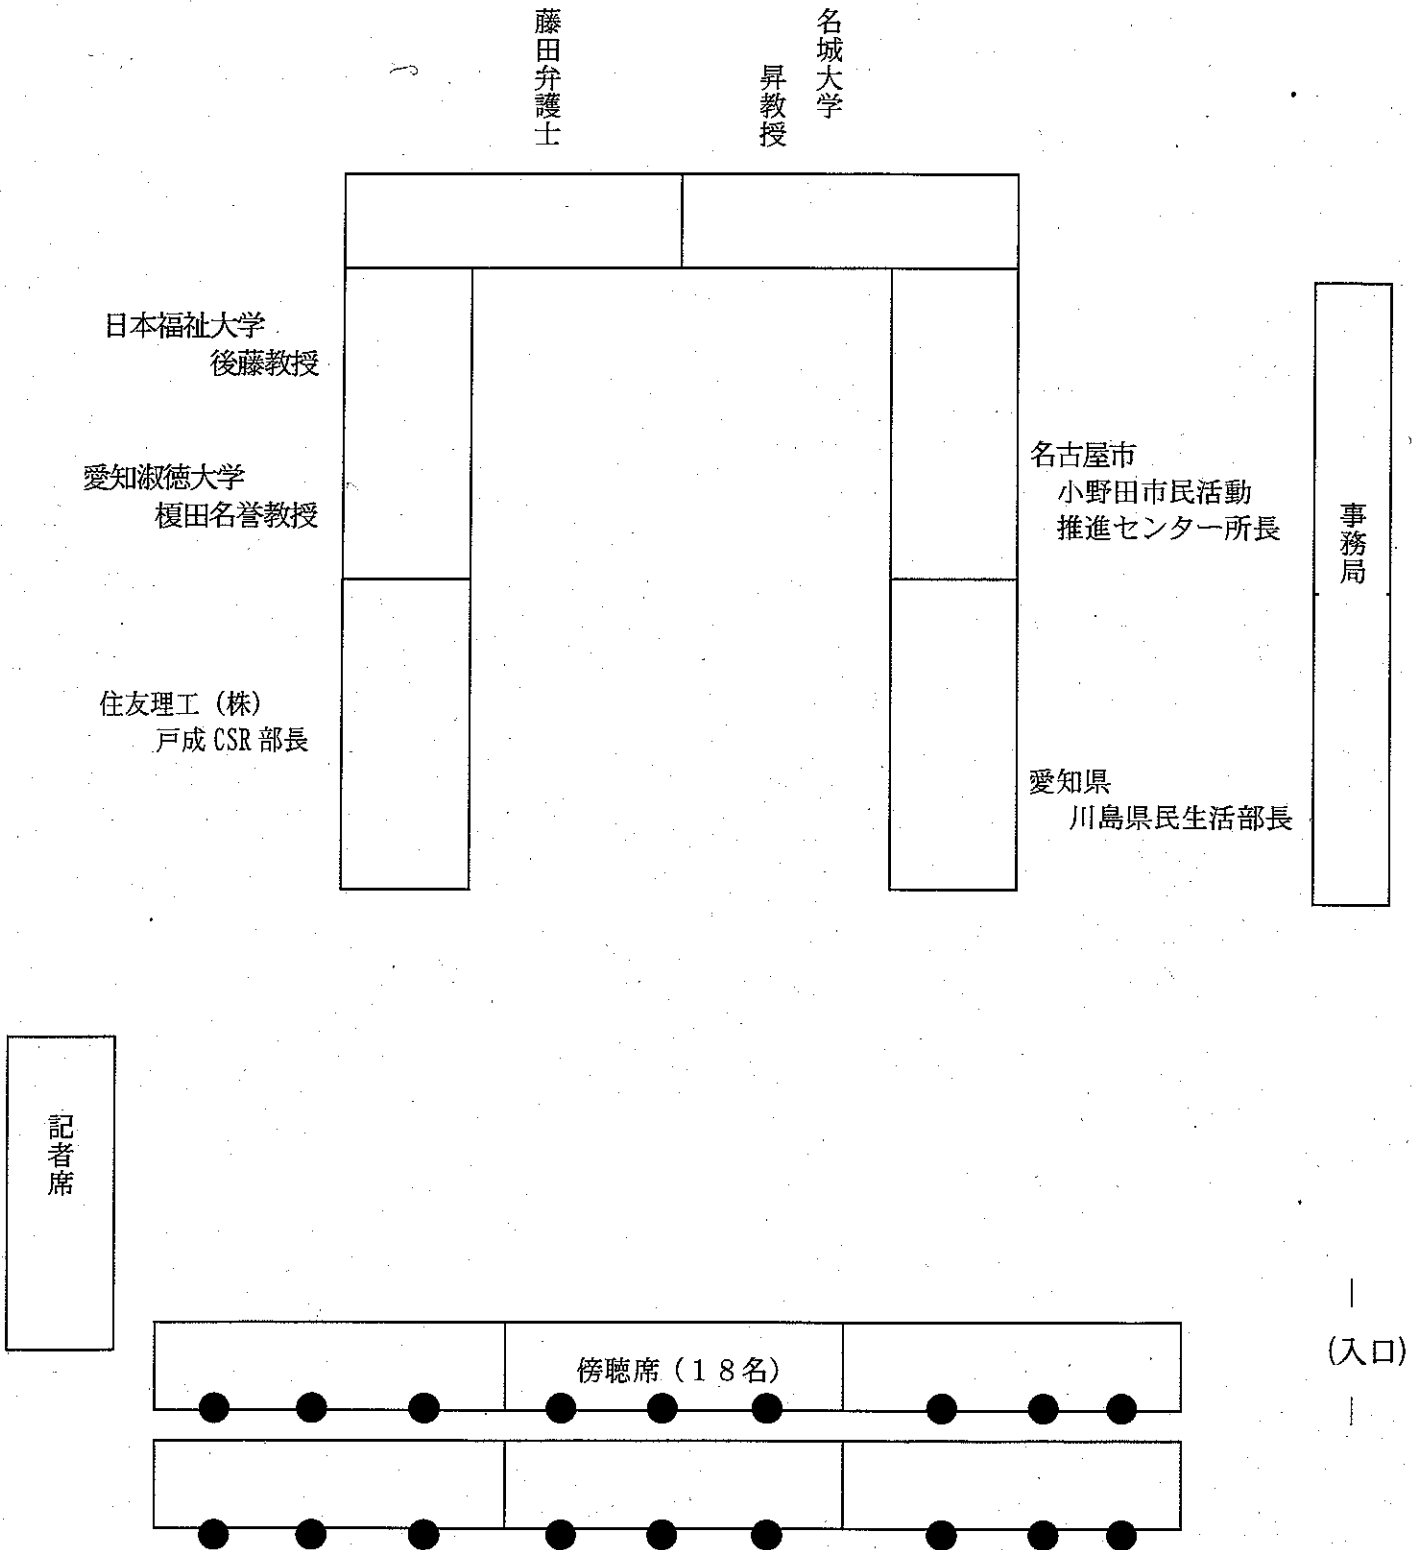 藤田弁護士
名城大学
昇教授
日本福祉大学
後藤教授
愛知淑徳大学
榎田名誉教授
住友理工（株）
戸成 CSR 部長
名古屋市
小野田市民活動
推進センター所長
愛知県
川島県民生活部長
事務局
記者席
傍聴席（１８名）
(入口)